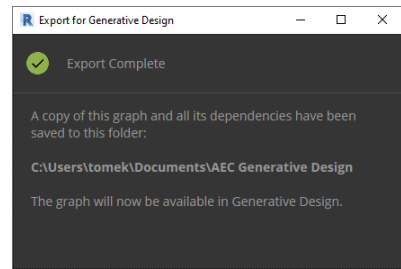 R Export for Generative Design
Export Complete
A copy of this graph and all its dependencies have been
saved to this folder:
C:\Users\tomek\Documents\AEC Generative Design
The graph will now be available in Generative Design.